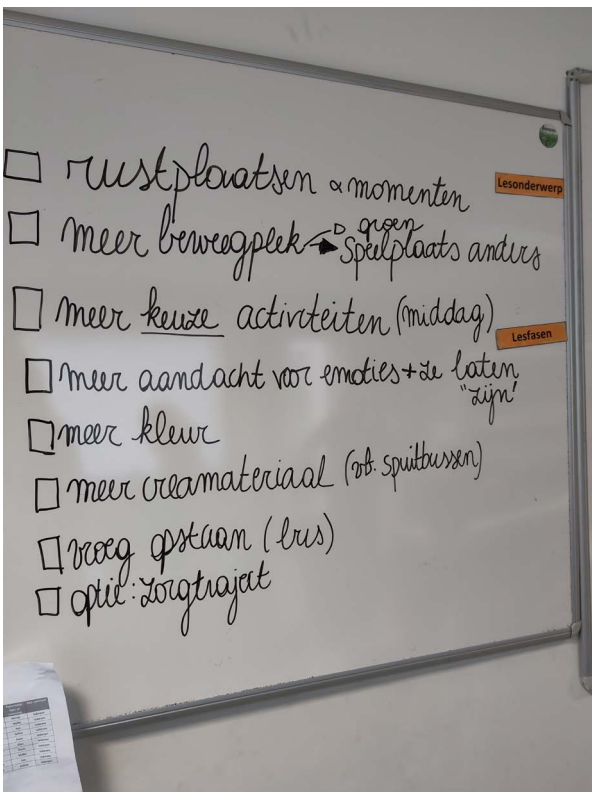 rustplaatsen & momenten
Lesonderwerp
meer beweegplek → groen
→ Speelplaats anders
meer keuze activiteiten (middag)
Lesfasen
meer aandacht voor emoties + ze laten
"zijn'
meer kleur
meer creamateriaal (vb. spuitbussen)
vroeg opstaan (bus)
optie: zorgtraject